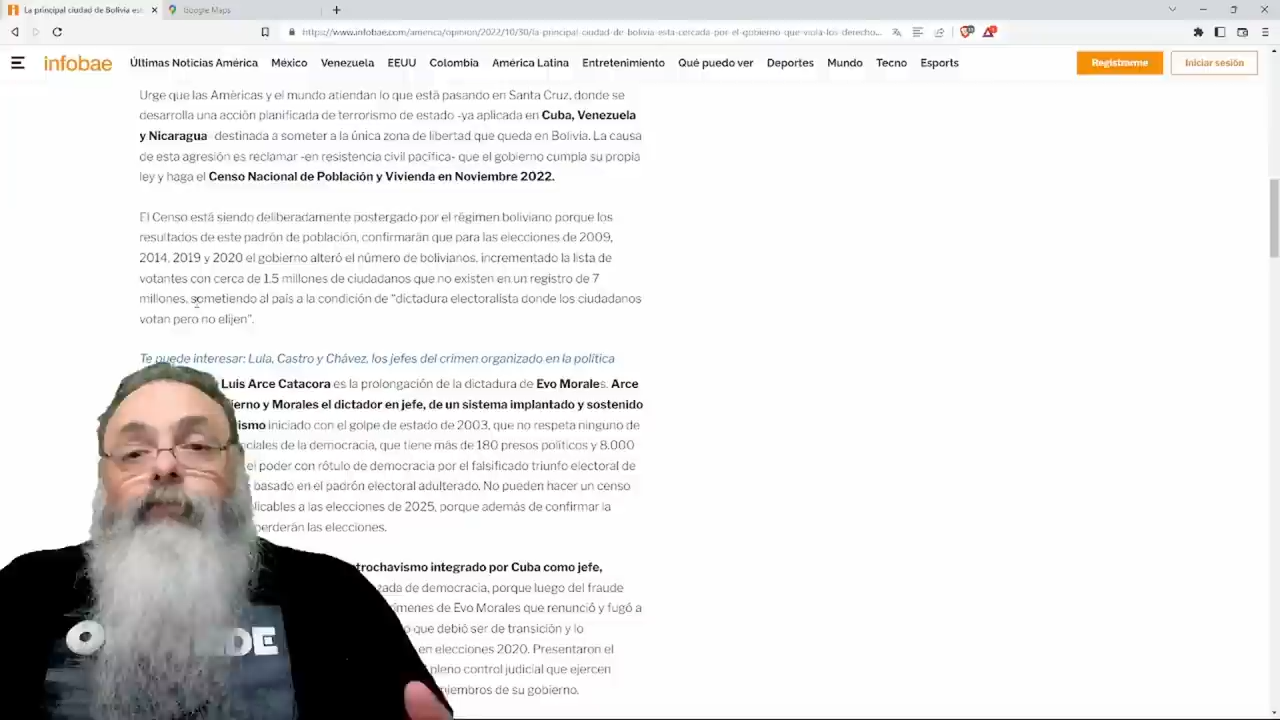 La principal ciudad de Bolivia est
Google Maps
https://www.infobae.com/america/opinion/2022/10/30/la-principal-ciudad-de-bolivia-esta-cercada-por-el-gobierno-que-viola-los-derecho...
infobae
Últimas Noticias América México Venezuela EEUU Colombia América Latina Entretenimiento Qué puedo ver Deportes Mundo Tecno Esports
Registrarme
Iniciar sesión
Urge que las Américas y el mundo atiendan lo que está pasando en Santa Cruz, donde se
desarrolla una acción planificada de terrorismo de estado -ya aplicada en Cuba, Venezuela
y Nicaragua- destinada a someter a la única zona de libertad que queda en Bolivia. La causa
de esta agresión es reclamar -en resistencia civil pacífica- que el gobierno cumpla su propia
ley y haga el Censo Nacional de Población y Vivienda en Noviembre 2022.
El Censo está siendo deliberadamente postergado por el régimen boliviano porque los
resultados de este padrón de población, confirmarán que para las elecciones de 2009,
2014, 2019 y 2020 el gobierno alteró el número de bolivianos, incrementado la lista de
votantes con cerca de 1.5 millones de ciudadanos que no existen en un registro de 7
millones, sometiendo al país a la condición de “dictadura electoralista donde los ciudadanos
votan pero no elijen”.
Te puede interesar: Lula, Castro y Chávez, los jefes del crimen organizado en la política
Luis Arce Catacora es la prolongación de la dictadura de Evo Morales. Arce
ierno y Morales el dictador en jefe, de un sistema implantado y sostenido
ismo iniciado con el golpe de estado de 2003, que no respeta ninguno de
ciales de la democracia, que tiene más de 180 presos políticos y 8.000
el poder con rótulo de democracia por el falsificado triunfo electoral de
basado en el padrón electoral adulterado. No pueden hacer un censo
plicables a las elecciones de 2025, porque además de confirmar la
perderán las elecciones.
trochavismo integrado por Cuba como jefe,
zada de democracia, porque luego del fraude
rímenes de Evo Morales que renunció y fugó a
o que debió ser de transición y lo
en elecciones 2020. Presentaron el
pleno control judicial que ejercen
miembros de su gobierno.
DE